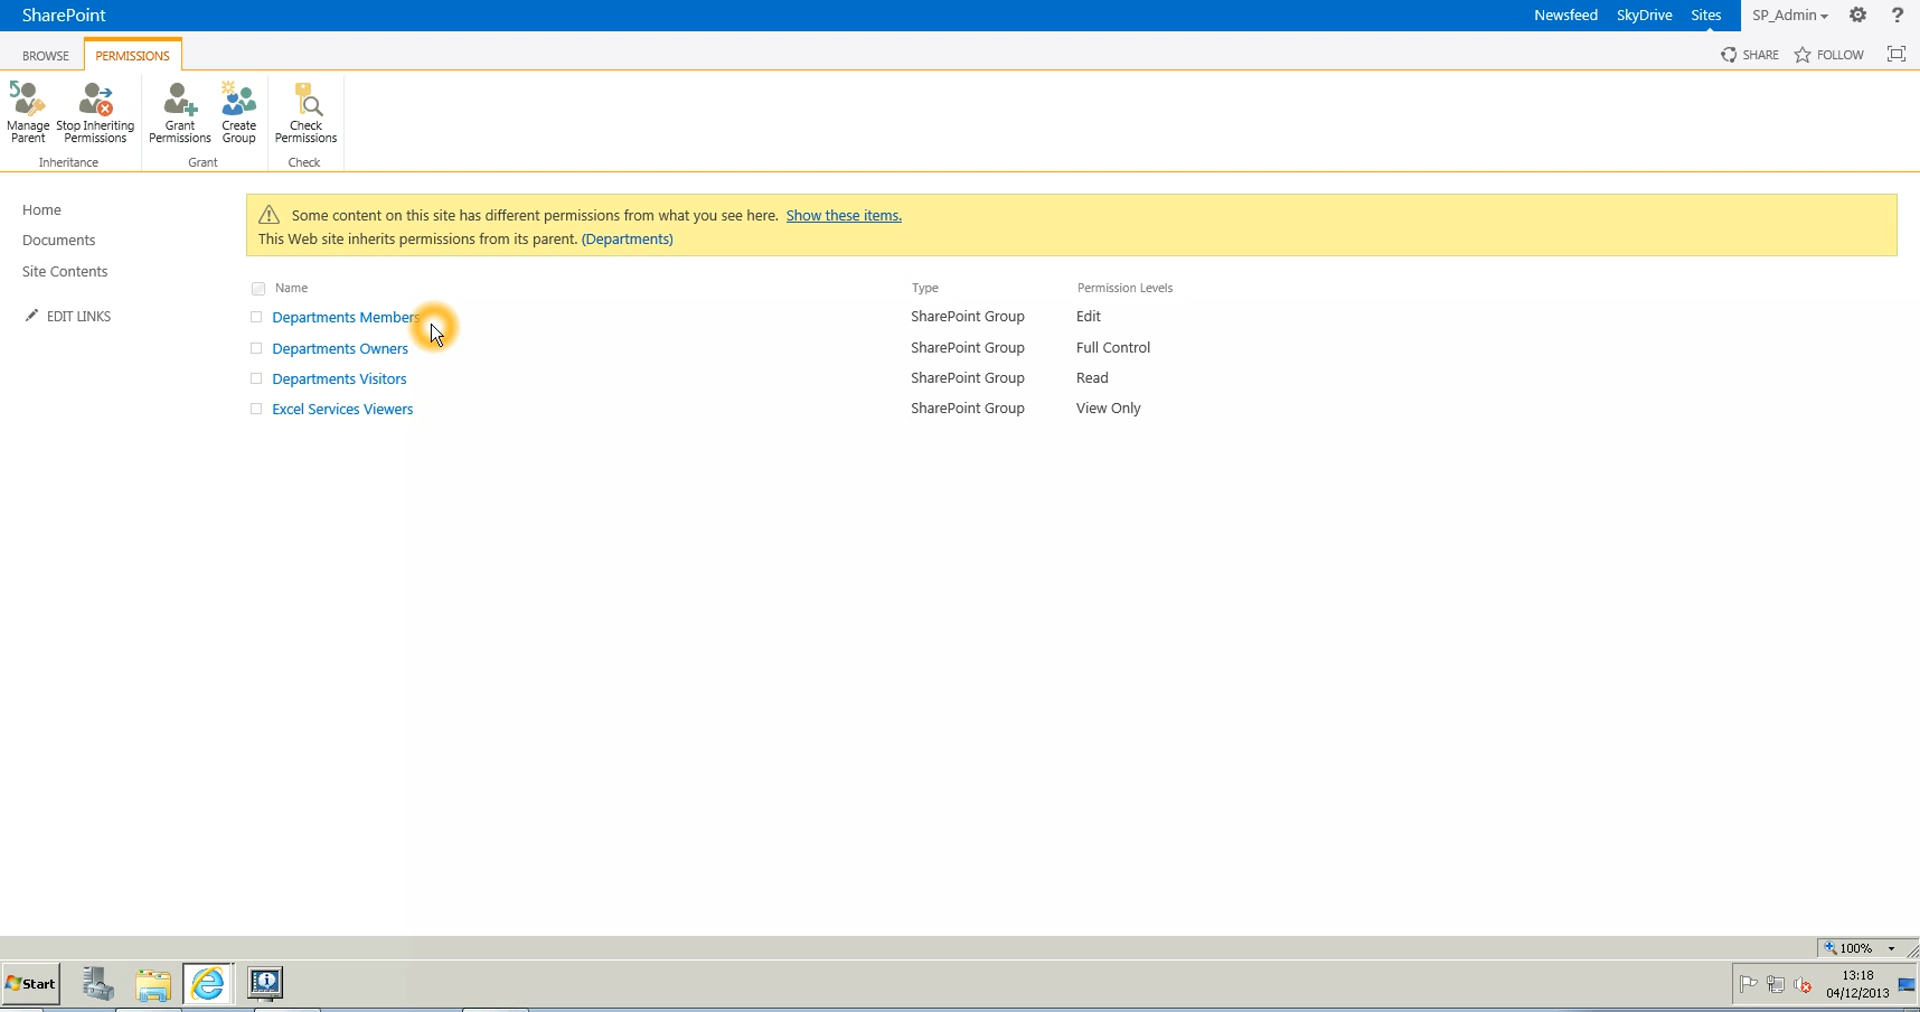 SharePoint
Newsfeed SkyDrive Sites SP_Admin ?
BROWSE PERMISSIONS
SHARE FOLLOW
Manage Parent
Stop Inheriting Permissions
Grant Permissions
Create Group
Check Permissions
Inheritance Grant Check
Home
Documents
Site Contents
EDIT LINKS
Some content on this site has different permissions from what you see here. Show these items.
This Web site inherits permissions from its parent. (Departments)
Name Type Permission Levels
Departments Members SharePoint Group Edit
Departments Owners SharePoint Group Full Control
Departments Visitors SharePoint Group Read
Excel Services Viewers SharePoint Group View Only
100%
Start
13:18
04/12/2013